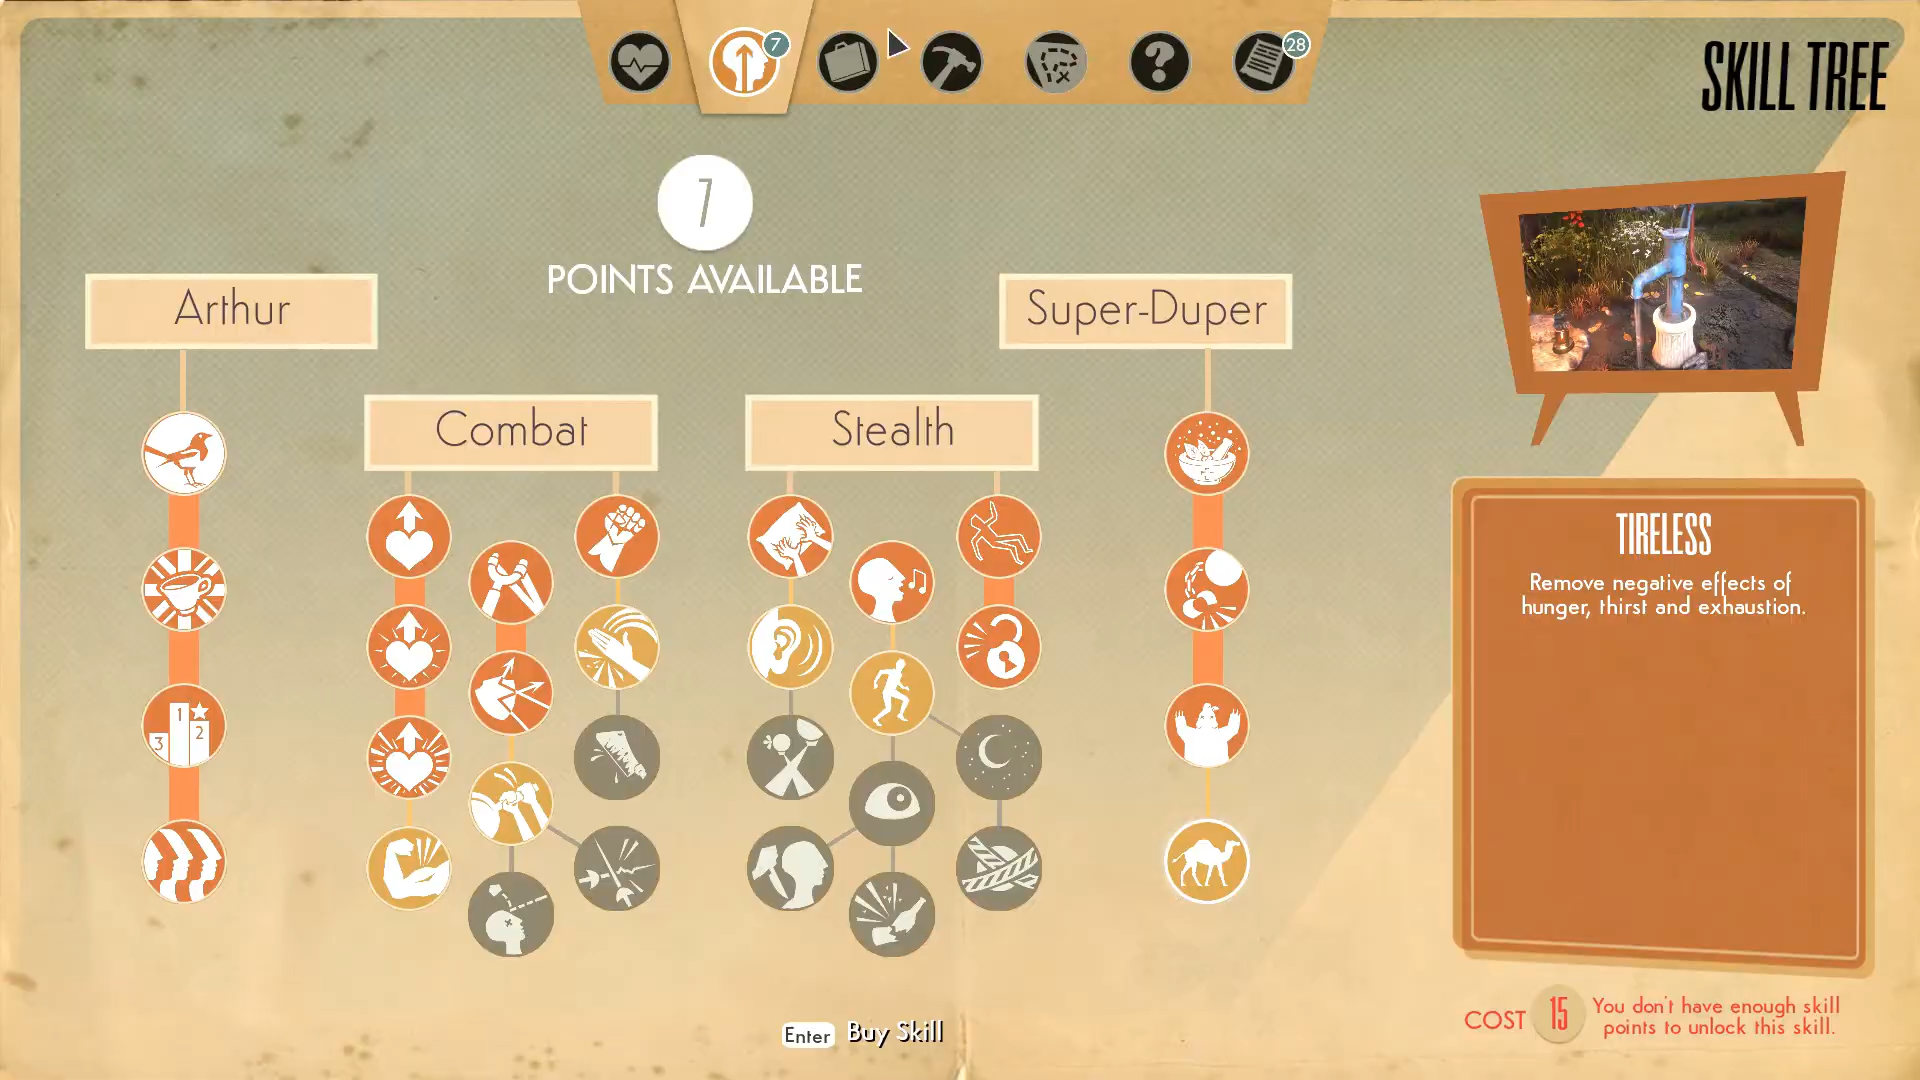 7
28
SKILL TREE
7
POINTS AVAILABLE
Arthur
Super-Duper
Combat
Stealth
1
2
3
TIRELESS
Remove negative effects of
hunger, thirst and exhaustion.
COST 15 You don't have enough skill
points to unlock this skill.
Enter Buy Skill